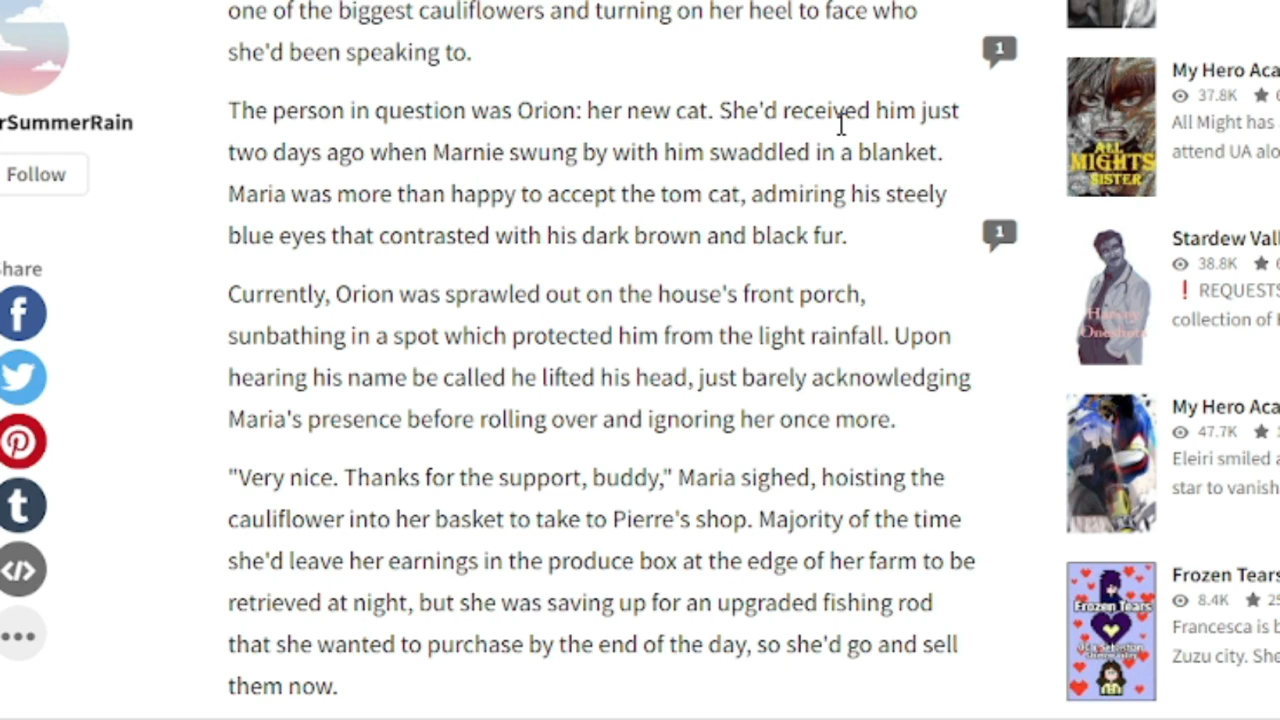 one of the biggest cauliflowers and turning on her heel to face who
she'd been speaking to.
1
The person in question was Orion: her new cat. She'd received him just
two days ago when Marnie swung by with him swaddled in a blanket.
Maria was more than happy to accept the tom cat, admiring his steely
blue eyes that contrasted with his dark brown and black fur.
1
Currently, Orion was sprawled out on the house's front porch,
sunbathing in a spot which protected him from the light rainfall. Upon
hearing his name be called he lifted his head, just barely acknowledging
Maria's presence before rolling over and ignoring her once more.
"Very nice. Thanks for the support, buddy," Maria sighed, hoisting the
cauliflower into her basket to take to Pierre's shop. Majority of the time
she'd leave her earnings in the produce box at the edge of her farm to be
retrieved at night, but she was saving up for an upgraded fishing rod
that she wanted to purchase by the end of the day, so she'd go and sell
them now.
rSummerRain
Follow
Share
ALL
MIGHTS
SISTER
My Hero Aca
37.8K
All Might has
attend UA alo
Harvey
Oneshots
Stardew Vall
38.8K
❗ REQUESTS
collection of
My Hero Aca
47.7K
Eleiri smiled a
star to vanish
Frozen Tears
Frozen Tears
8.4K 25
Francesca is b
Zuzu city. She